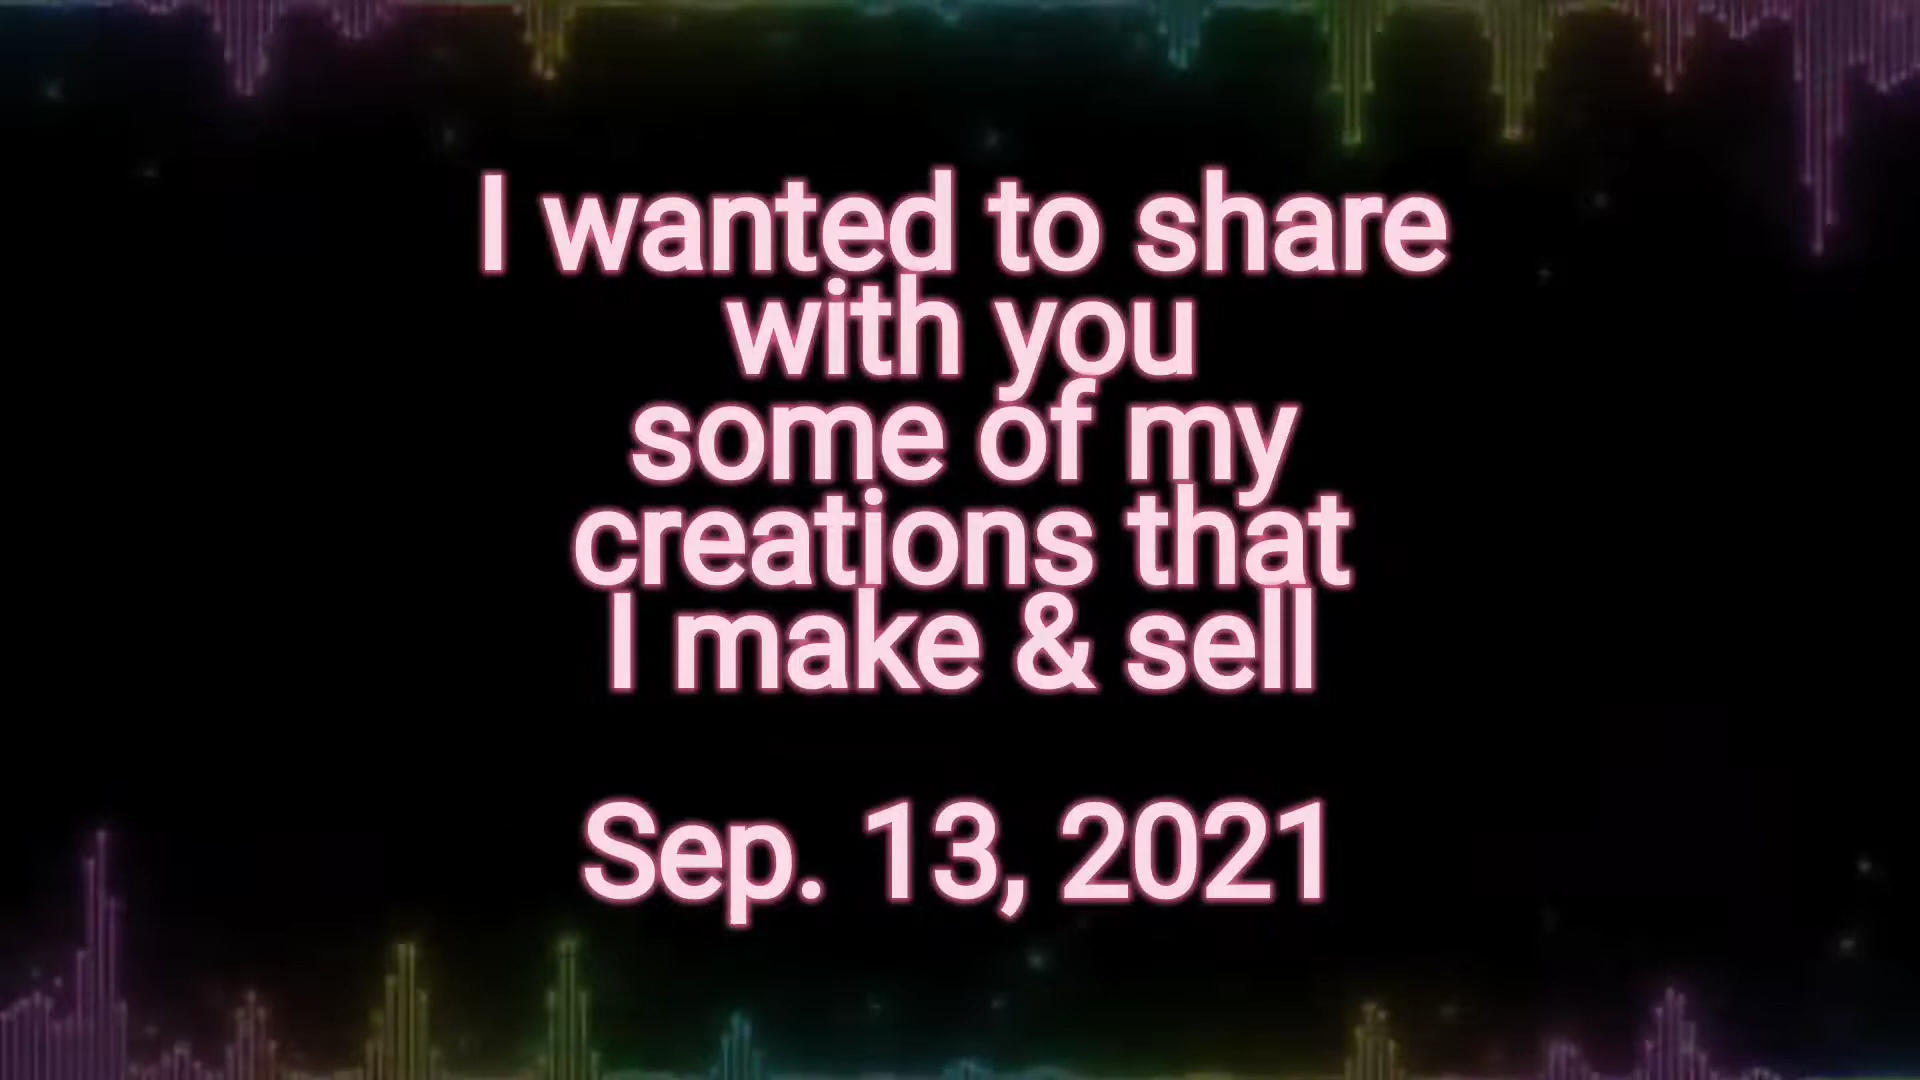 I wanted to share
with you
some of my
creations that
I make & sell
Sep. 13, 2021